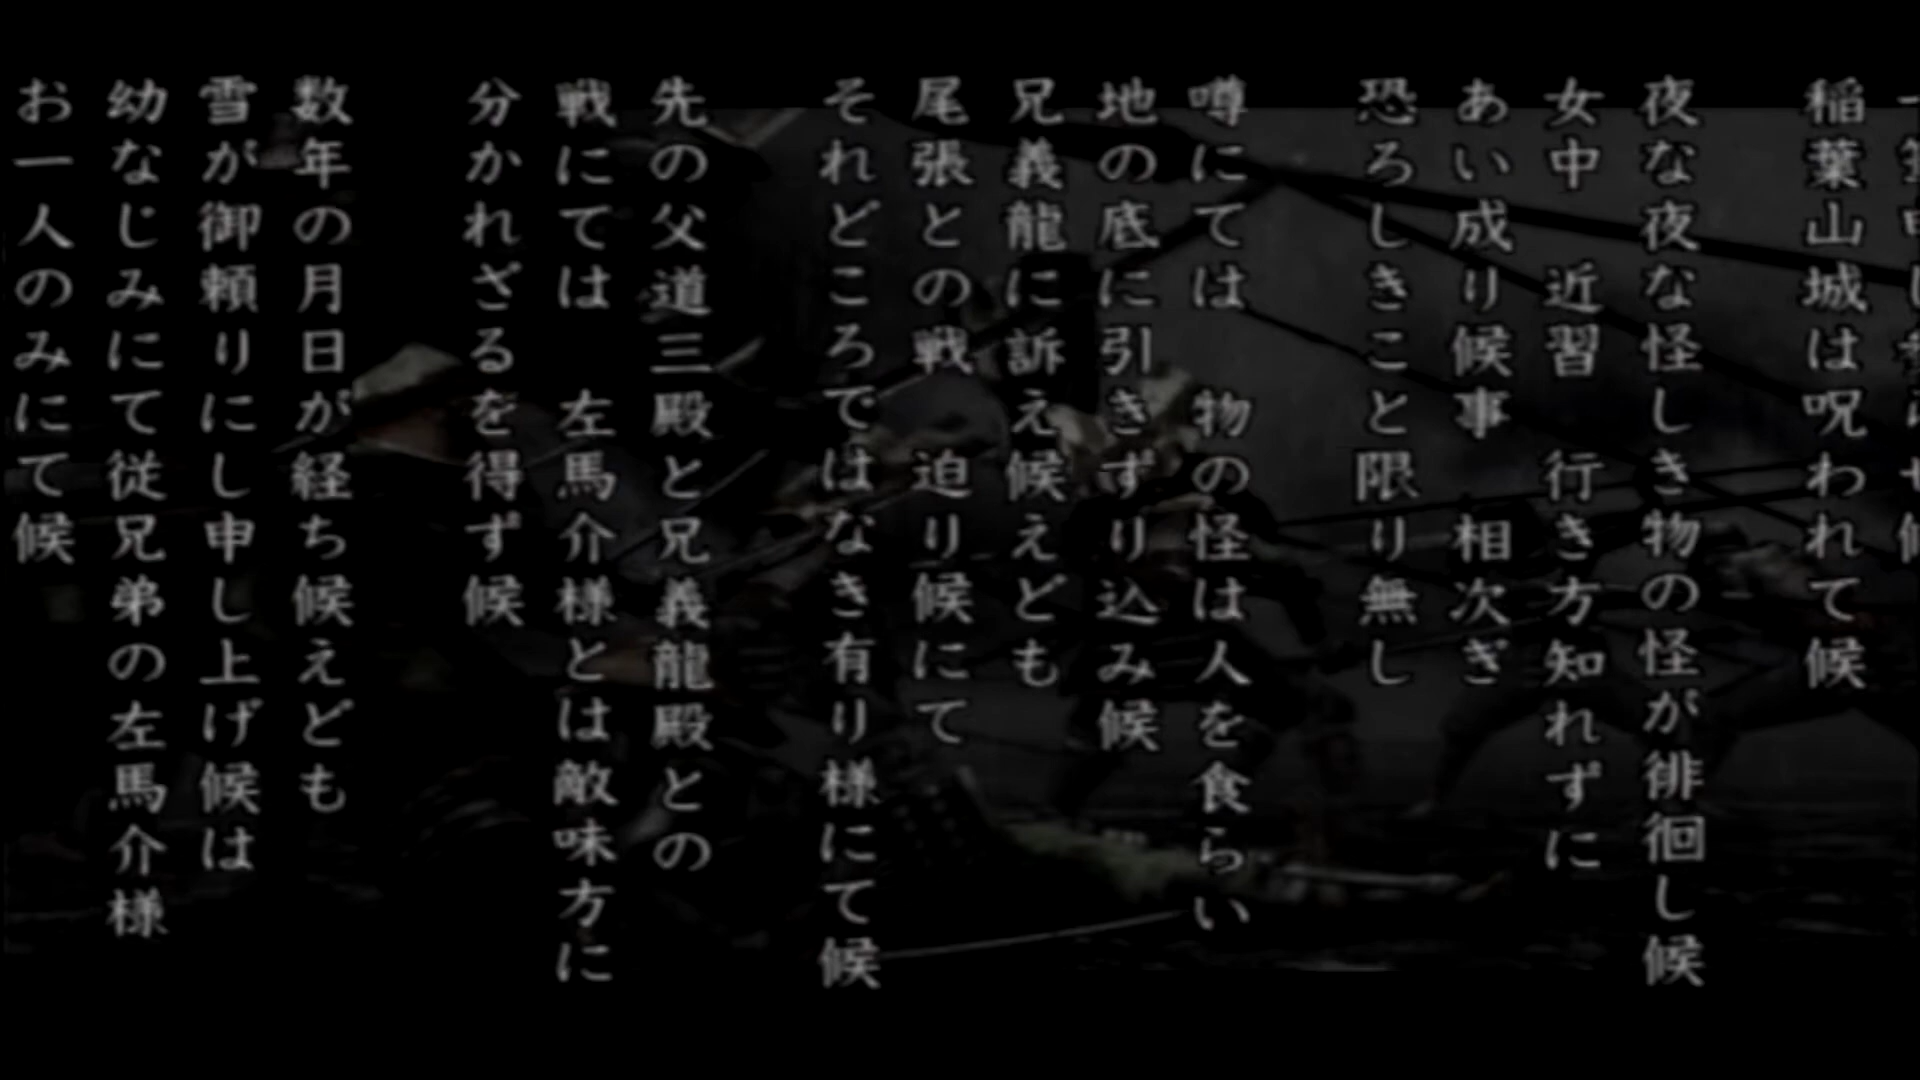 稲葉山城は呪われて候
夜な夜な怪しき物の怪が徘徊し候
女中　近習　行き方知れずに
あい成り候事　相次ぎ
恐ろしきこと限り無し
噂にては　物の怪は人を食らい
地の底に引きずり込み候
兄義龍に訴え候えども
尾張との戦　迫り候にて
それどころではなき有り様にて候
先の父道三殿と兄義龍殿との
戦にては　左馬介様とは敵味方に
分かれざるを得ず候
数年の月日が経ち候えども
雪が御頼りにし申し上げ候は
幼なじみにて従兄弟の左馬介様
お一人のみにて候